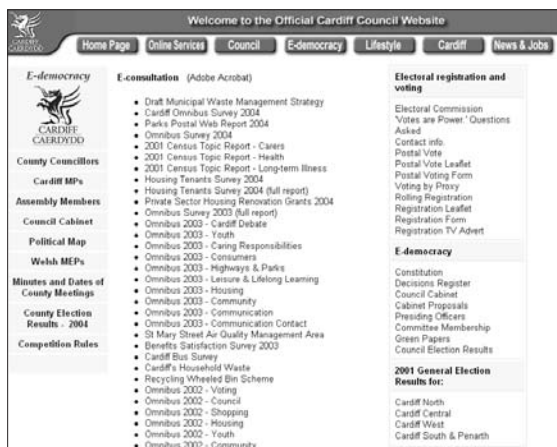 Welcome to the Official Cardiff Council Website
CARDIFF
CAERDYDD
Home Page
Online Services
Council
E-democracy
Lifestyle
Cardiff
News & Jobs
E-democracy
CARDIFF
CAERDYDD
County Councillors
Cardiff MPs
Assembly Members
Council Cabinet
Political Map
Welsh MEPs
Minutes and Dates of
County Meetings
County Election
Results - 2004
Competition Rules
E-consultation (Adobe Acrobat)
Draft Municipal Waste Management Strategy
Cardiff Omnibus Survey 2004
Parks Postal Web Report 2004
Omnibus Survey 2004
2001 Census Topic Report - Carers
2001 Census Topic Report - Health
2001 Census Topic Report - Long-term Illness
Housing Tenants Survey 2004
Housing Tenants Survey 2004 (full report)
Private Sector Housing Renovation Grants 2004
Omnibus Survey 2003 (full report)
Omnibus 2003 - Cardiff Debate
Omnibus 2003 - Youth
Omnibus 2003 - Caring Responsibilities
Omnibus 2003 - Consumers
Omnibus 2003 - Highways & Parks
Omnibus 2003 - Leisure & Lifelong Learning
Omnibus 2003 - Housing
Omnibus 2003 - Community
Omnibus 2003 - Communication
Omnibus 2003 - Communication Contact
St Mary Street Air Quality Management Area
Benefits Satisfaction Survey 2003
Cardiff Bus Survey
Cardiff's Household Waste
Recycling Wheeled Bin Scheme
Omnibus 2002 - Voting
Omnibus 2002 - Council
Omnibus 2002 - Shopping
Omnibus 2002 - Housing
Omnibus 2002 - Youth
Omnibus 2002 - Community
Electoral registration and
voting
Electoral Commission
'Votes are Power.' Questions
Asked
Contact info.
Postal Vote
Postal Vote Leaflet
Postal Voting Form
Voting by Proxy
Rolling Registration
Registration Leaflet
Registration Form
Registration TV Advert
E-democracy
Constitution
Decisions Register
Council Cabinet
Cabinet Proposals
Presiding Officers
Committee Membership
Green Papers
Council Election Results
2001 General Election
Results for:
Cardiff North
Cardiff Central
Cardiff West
Cardiff South & Penarth